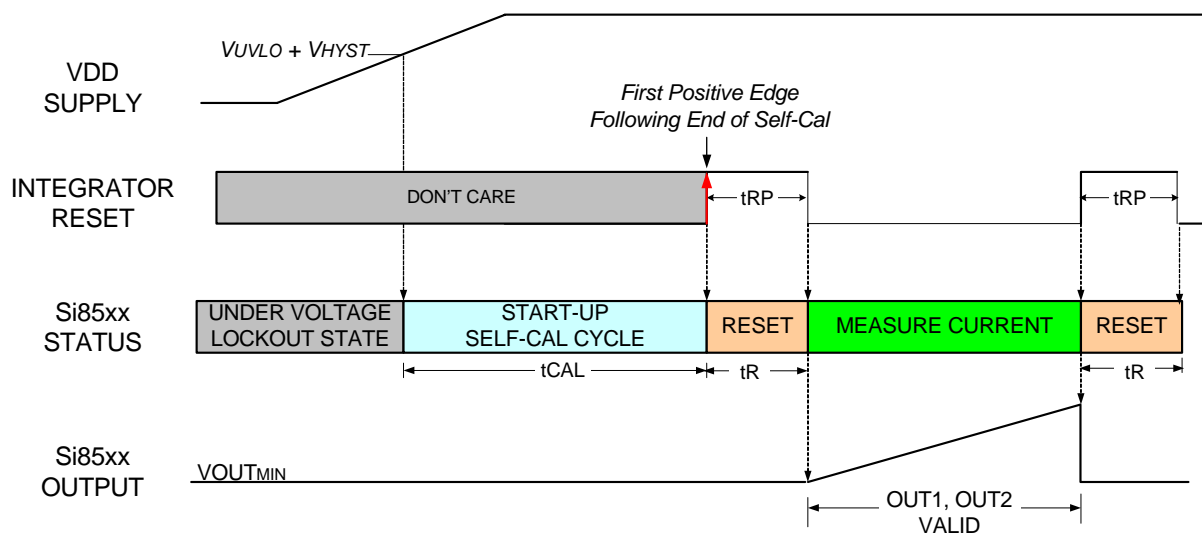 VUVLO + VHYST
VDD
SUPPLY
First Positive Edge
Following End of Self-Cal
INTEGRATOR
RESET
DON'T CARE
tRP
tRP
Si85xx
STATUS
UNDER VOLTAGE
LOCKOUT STATE
START-UP
SELF-CAL CYCLE
RESET
MEASURE CURRENT
RESET
tCAL
tR
tR
Si85xx
OUTPUT
VOUTMIN
OUT1, OUT2
VALID